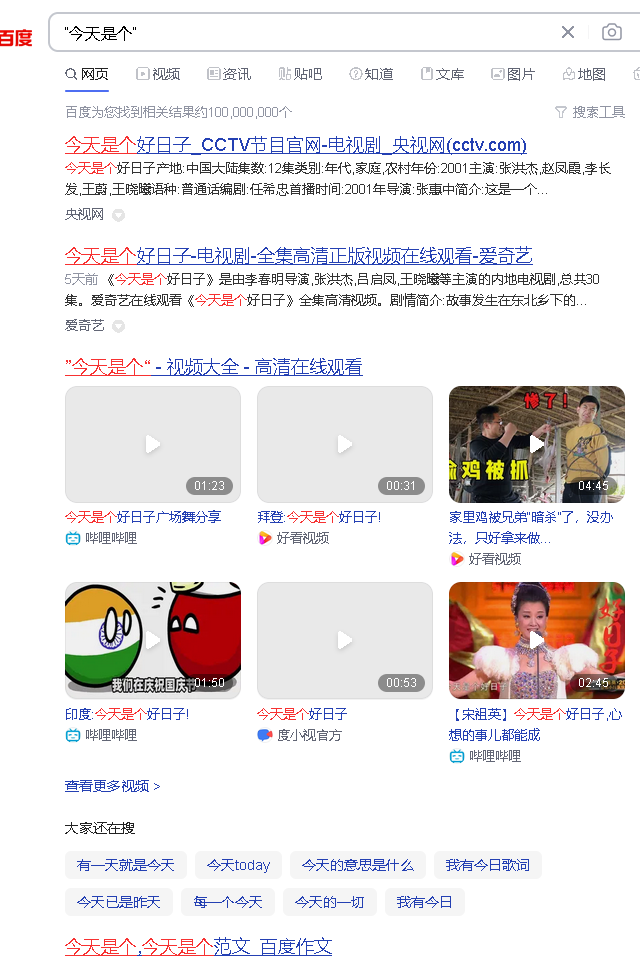 百度
"今天是个"
网页 视频 资讯 贴吧 知道 文库 图片 地图
百度为您找到相关结果约100,000,000个 搜索工具
今天是个好日子_CCTV节目官网-电视剧_央视网(cctv.com)
今天是个好日子产地:中国大陆集数:12集类别:年代,家庭,农村年份:2001主演:张洪杰,赵凤霞,李长
发,王蔚,王晓曦语种:普通话编剧:任希忠首播时间:2001年导演:张惠中简介:这是一个...
央视网
今天是个好日子-电视剧-全集高清正版视频在线观看-爱奇艺
5天前 《今天是个好日子》是由李春明导演,张洪杰,吕启凤,王晓曦等主演的内地电视剧,总共30
集。爱奇艺在线观看《今天是个好日子》全集高清视频。剧情简介:故事发生在东北乡下的...
爱奇艺
”今天是个“ - 视频大全 - 高清在线观看
惨了!
偷鸡被抓
01:23 00:31 04:45
今天是个好日子广场舞分享
哔哩哔哩
拜登:今天是个好日子!
好看视频
家里鸡被兄弟"暗杀"了，没办
法，只好拿来做...
好看视频
我们在庆祝国庆节
好日子
今天是个好日子
01:50 00:53 02:45
印度:今天是个好日子!
哔哩哔哩
今天是个好日子
度小视官方
【宋祖英】今天是个好日子,心
想的事儿都能成
哔哩哔哩
查看更多视频 >
大家还在搜
有一天就是今天 今天today 今天的意思是什么 我有今日歌词
今天已是昨天 每一个今天 今天的一切 我有今日
今天是个,今天是个范文_百度作文